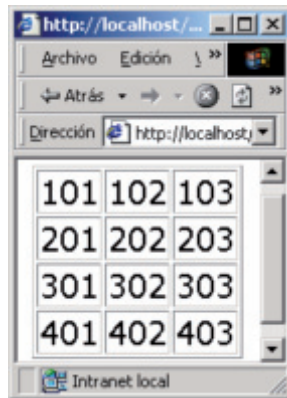 http://localhost/...
Archivo Edición
Atrás
Dirección http://localhost/
101 102 103
201 202 203
301 302 303
401 402 403
Intranet local